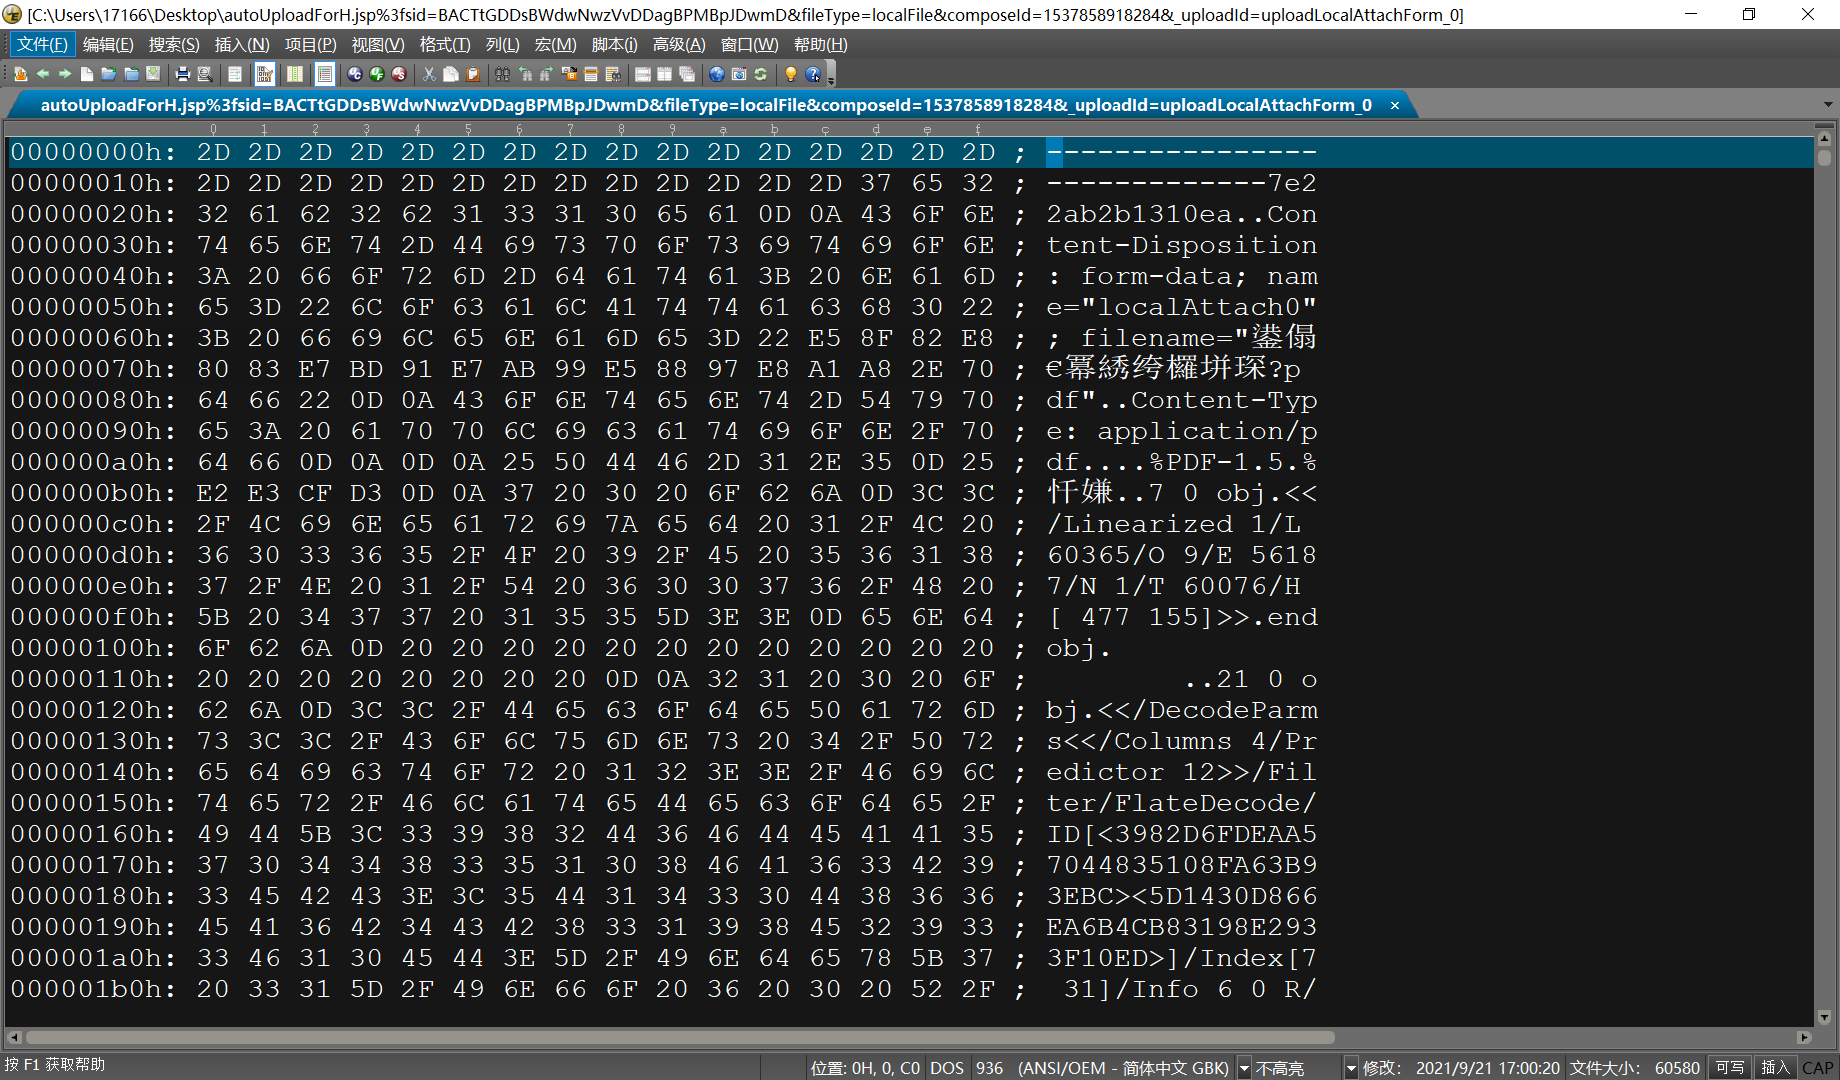 [C:\Users\17166\Desktop\autoUploadForH.jsp%3fsid=BACTtGDDsBWdwNwzVvDDagBPMBpJDwmD&fileType=localFile&composeId=1537858918284&_uploadId=uploadLocalAttachForm_0]
文件(F) 编辑(E) 搜索(S) 插入(N) 项目(P) 视图(V) 格式(T) 列(L) 宏(M) 脚本(i) 高级(A) 窗口(W) 帮助(H)
autoUploadForH.jsp%3fsid=BACTtGDDsBWdwNwzVvDDagBPMBpJDwmD&fileType=localFile&composeId=1537858918284&_uploadId=uploadLocalAttachForm_0 ×
0 1 2 3 4 5 6 7 8 9 a b c d e f
00000000h: 2D 2D 2D 2D 2D 2D 2D 2D 2D 2D 2D 2D 2D 2D 2D 2D ; ----------------
00000010h: 2D 2D 2D 2D 2D 2D 2D 2D 2D 2D 2D 2D 2D 37 65 32 ; -------------7e2
00000020h: 32 61 62 32 62 31 33 31 30 65 61 0D 0A 43 6F 6E ; 2ab2b1310ea..Con
00000030h: 74 65 6E 74 2D 44 69 73 70 6F 73 69 74 69 6F 6E ; tent-Disposition
00000040h: 3A 20 66 6F 72 6D 2D 64 61 74 61 3B 20 6E 61 6D ; : form-data; nam
00000050h: 65 3D 22 6C 6F 63 61 6C 41 74 74 61 63 68 30 22 ; e="localAttach0"
00000060h: 3B 20 66 69 6C 65 6E 61 6D 65 3D 22 E5 8F 82 E8 ; ; filename="鍙傝
00000070h: 80 83 E7 BD 91 E7 AB 99 E5 88 97 E8 A1 A8 2E 70 ; €冪綉绔欏垪琛?p
00000080h: 64 66 22 0D 0A 43 6F 6E 74 65 6E 74 2D 54 79 70 ; df"..Content-Typ
00000090h: 65 3A 20 61 70 70 6C 69 63 61 74 69 6F 6E 2F 70 ; e: application/p
000000a0h: 64 66 0D 0A 0D 0A 25 50 44 46 2D 31 2E 35 0D 25 ; df....%PDF-1.5.%
000000b0h: E2 E3 CF D3 0D 0A 37 20 30 20 6F 62 6A 0D 3C 3C ; 忏嫌..7 0 obj.<<
000000c0h: 2F 4C 69 6E 65 61 72 69 7A 65 64 20 31 2F 4C 20 ; /Linearized 1/L
000000d0h: 36 30 33 36 35 2F 4F 20 39 2F 45 20 35 36 31 38 ; 60365/O 9/E 5618
000000e0h: 37 2F 4E 20 31 2F 54 20 36 30 30 37 36 2F 48 20 ; 7/N 1/T 60076/H
000000f0h: 5B 20 34 37 37 20 31 35 35 5D 3E 3E 0D 65 6E 64 ; [ 477 155]>>.end
00000100h: 6F 62 6A 0D 20 20 20 20 20 20 20 20 20 20 20 20 ; obj.
00000110h: 20 20 20 20 20 20 20 20 0D 0A 32 31 20 30 20 6F ; ..21 0 o
00000120h: 62 6A 0D 3C 3C 2F 44 65 63 6F 64 65 50 61 72 6D ; bj.<</DecodeParm
00000130h: 73 3C 3C 2F 43 6F 6C 75 6D 6E 73 20 34 2F 50 72 ; s<</Columns 4/Pr
00000140h: 65 64 69 63 74 6F 72 20 31 32 3E 3E 2F 46 69 6C ; edictor 12>>/Fil
00000150h: 74 65 72 2F 46 6C 61 74 65 44 65 63 6F 64 65 2F ; ter/FlateDecode/
00000160h: 49 44 5B 3C 33 39 38 32 44 36 46 44 45 41 41 35 ; ID[<3982D6FDEAA5
00000170h: 37 30 34 34 38 33 35 31 30 38 46 41 36 33 42 39 ; 7044835108FA63B9
00000180h: 33 45 42 43 3E 3C 35 44 31 34 33 30 44 38 36 36 ; 3EBC><5D1430D866
00000190h: 45 41 36 42 34 43 42 38 33 31 39 38 45 32 39 33 ; EA6B4CB83198E293
000001a0h: 33 46 31 30 45 44 3E 5D 2F 49 6E 64 65 78 5B 37 ; 3F10ED>]/Index[7
000001b0h: 20 33 31 5D 2F 49 6E 66 6F 20 36 20 30 20 52 2F ; 31]/Info 6 0 R/
按 F1 获取帮助 位置: 0H, 0, C0 DOS 936 (ANSI/OEM - 简体中文 GBK) 不高亮 修改: 2021/9/21 17:00:20 文件大小: 60580 可写 插入 CAP